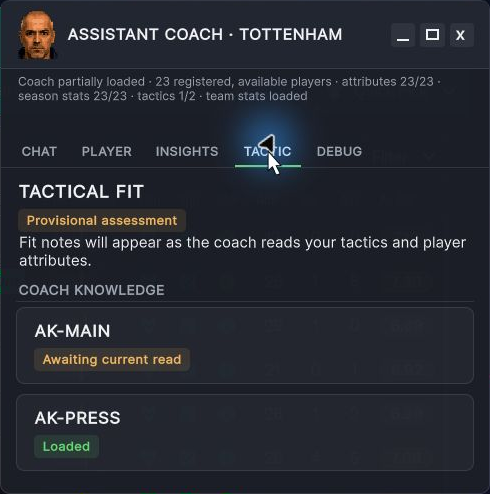 ASSISTANT COACH · TOTTENHAM
Coach partially loaded · 23 registered, available players · attributes 23/23 ·
season stats 23/23 · tactics 1/2 · team stats loaded
CHAT PLAYER INSIGHTS TACTIC DEBUG
TACTICAL FIT
Provisional assessment
Fit notes will appear as the coach reads your tactics and player
attributes.
COACH KNOWLEDGE
AK-MAIN
Awaiting current read
AK-PRESS
Loaded